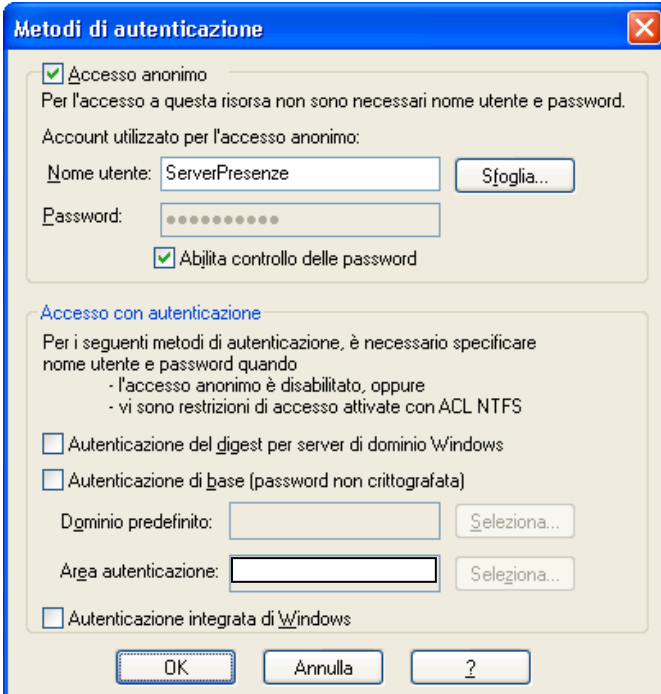 Metodi di autenticazione
Accesso anonimo
Per l'accesso a questa risorsa non sono necessari nome utente e password.
Account utilizzato per l'accesso anonimo:
Nome utente: ServerPresenze Sfoglia...
Password: ●●●●●●●●●●
Abilita controllo delle password
Accesso con autenticazione
Per i seguenti metodi di autenticazione, è necessario specificare
nome utente e password quando
- l'accesso anonimo è disabilitato, oppure
- vi sono restrizioni di accesso attivate con ACL NTFS
Autenticazione del digest per server di dominio Windows
Autenticazione di base (password non crittografata)
Dominio predefinito: Seleziona...
Area autenticazione: Seleziona...
Autenticazione integrata di Windows
OK Annulla ?